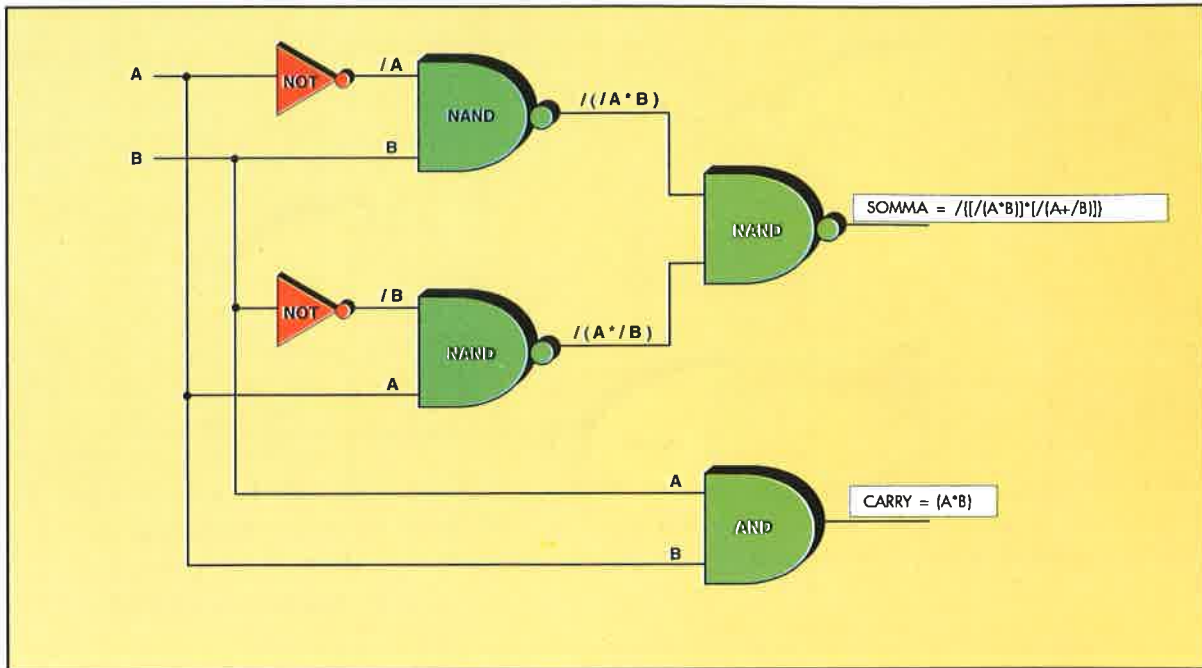 A
NOT
/A
NAND
/(/A*B)
B
B
NAND
SOMMA = /{[/(A*B)]*[/(A+/B)]}
NOT
/B
NAND
/(A*/B)
A
A
AND
CARRY = (A*B)
B